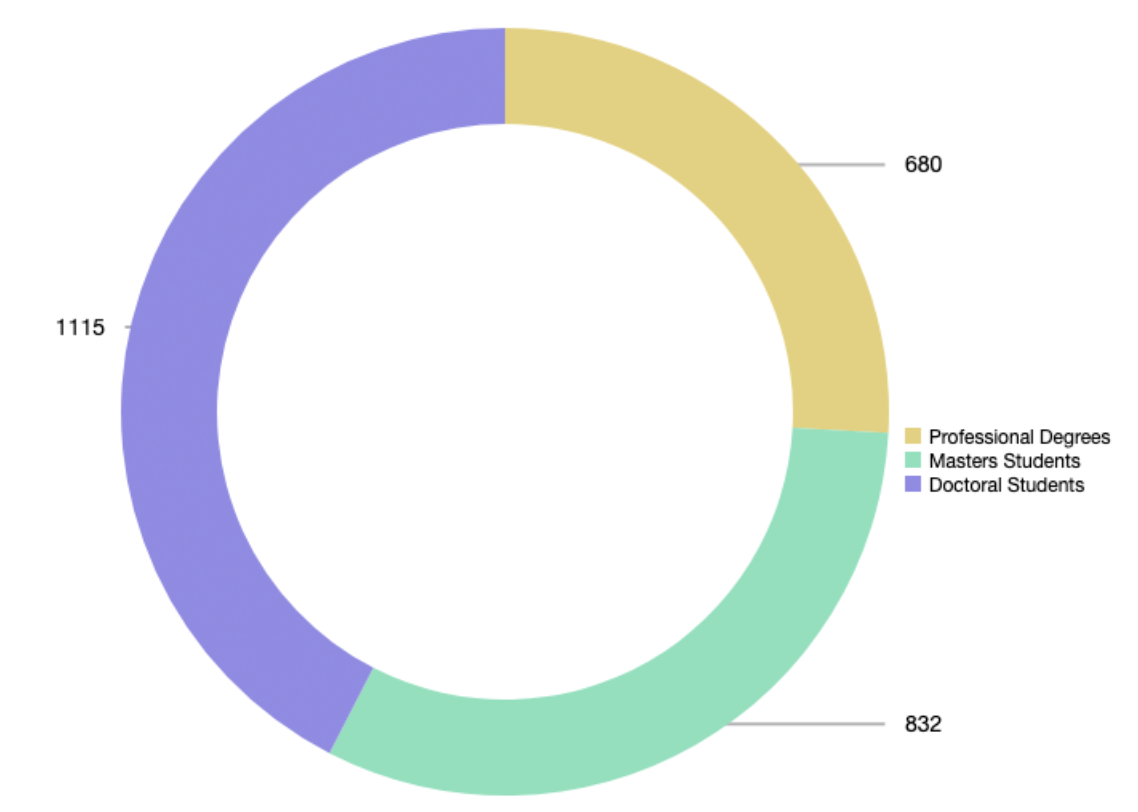 680
1115
Professional Degrees
Masters Students
Doctoral Students
832